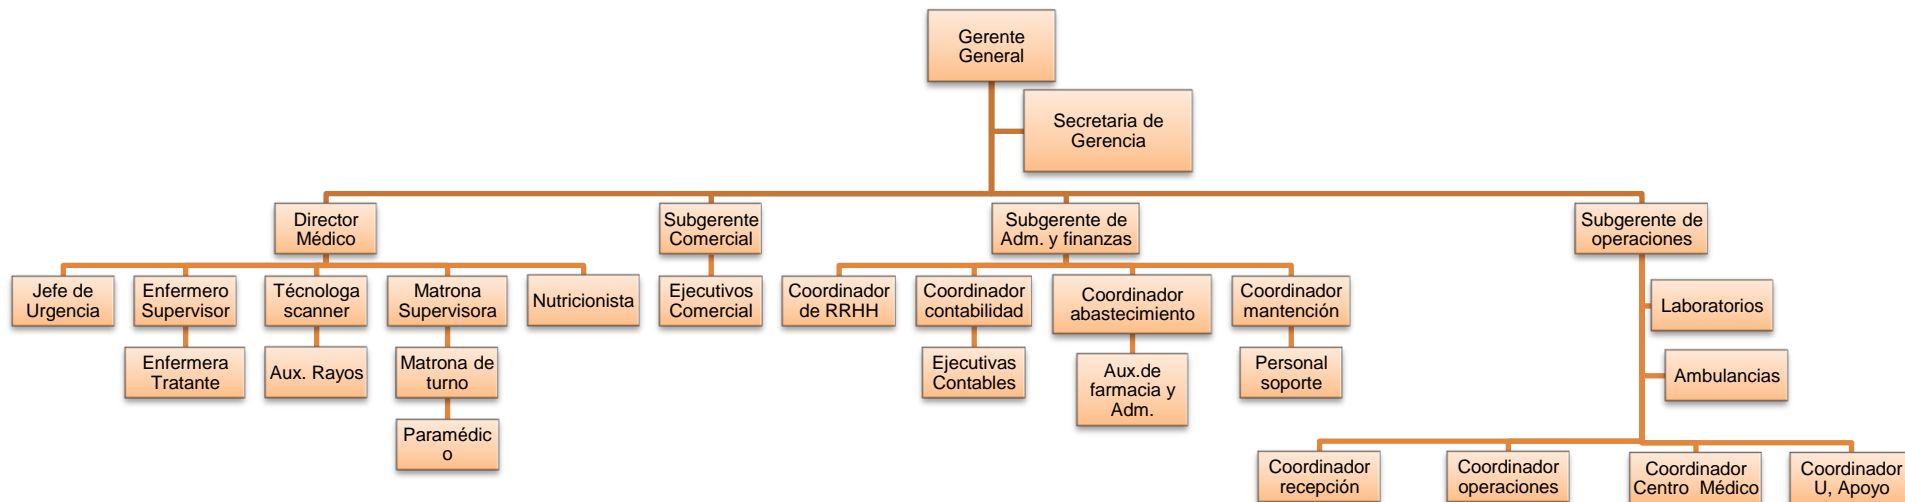 Gerente
General
Secretaria de
Gerencia
Director
Médico
Subgerente
Comercial
Subgerente de
Adm. y finanzas
Subgerente de
operaciones
Jefe de
Urgencia
Enfermero
Supervisor
Técnologa
scanner
Matrona
Supervisora
Nutricionista
Ejecutivos
Comercial
Coordinador
de RRHH
Coordinador
contabilidad
Coordinador
abastecimiento
Coordinador
mantención
Laboratorios
Enfermera
Tratante
Aux. Rayos
Matrona de
turno
Ejecutivas
Contables
Aux.de
farmacia y
Adm.
Personal
soporte
Ambulancias
Paramédic
o
Coordinador
recepción
Coordinador
operaciones
Coordinador
Centro Médico
Coordinador
U, Apoyo